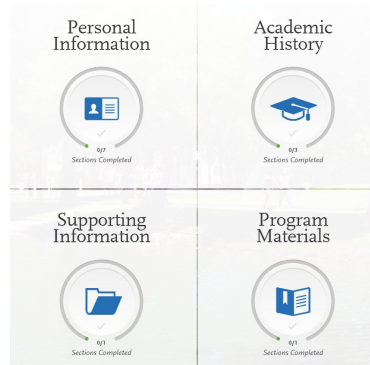 Personal
Information
0/7
Sections Completed
Academic
History
0/3
Sections Completed
Supporting
Information
0/1
Sections Completed
Program
Materials
0/1
Sections Completed